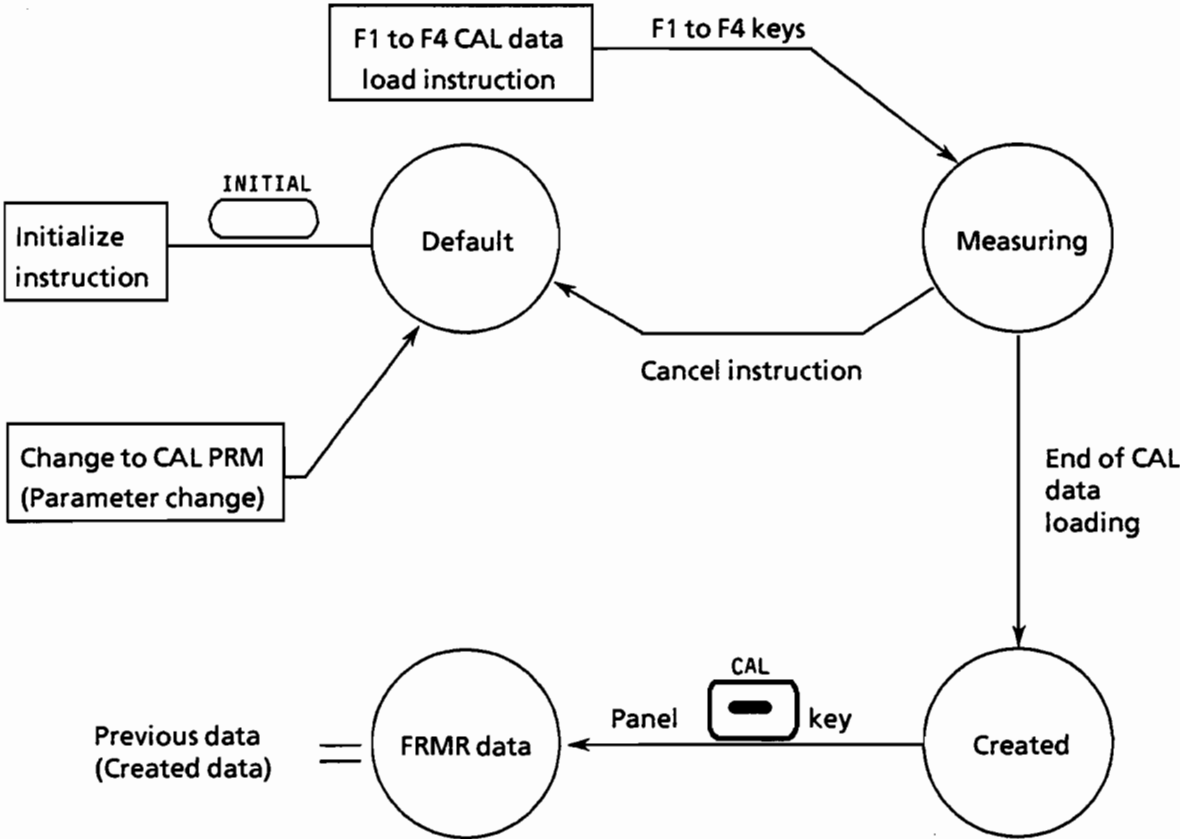 F1 to F4 CAL data
load instruction
F1 to F4 keys
INITIAL
Initialize
instruction
Default
Measuring
Cancel instruction
Change to CAL PRM
(Parameter change)
End of CAL
data
loading
CAL
Panel
key
Previous data
(Created data)
FRMR data
Created